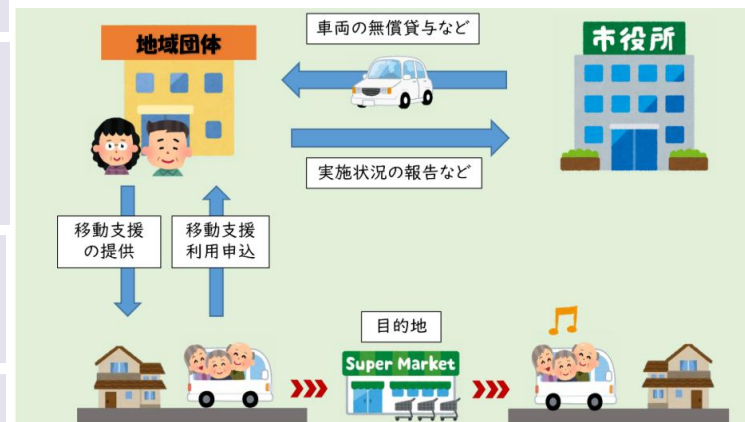 車両の無償貸与など
地域団体
市役所
実施状況の報告など
移動支援
の提供
移動支援
利用申込
目的地
Super Market